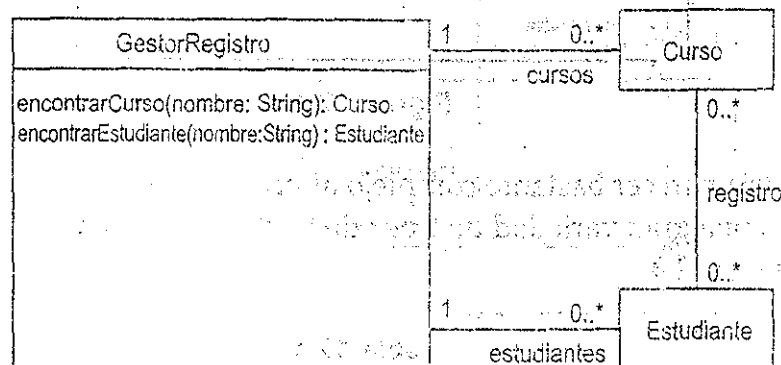 GestorRegistro
1
0..*
Curso
cursos
encontrarCurso(nombre: String): Curso
encontrarEstudiante(nombre:String) : Estudiante
0..*
registro
0..*
1
0..*
Estudiante
estudiantes